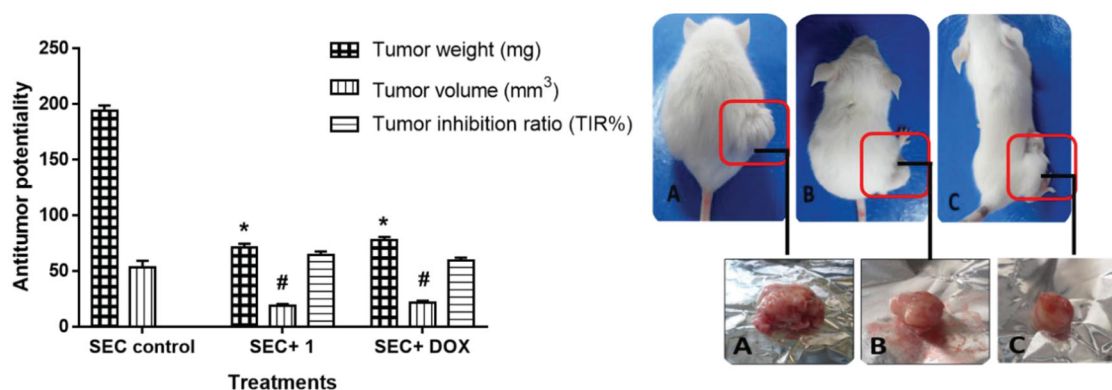 250
200
150
100
50
0
Antitumor potentiality
Tumor weight (mg)
Tumor volume (mm³)
Tumor inhibition ratio (TIR%)
*
#
*
#
SEC control
SEC+ 1
SEC+ DOX
Treatments
A
B
C
A
B
C